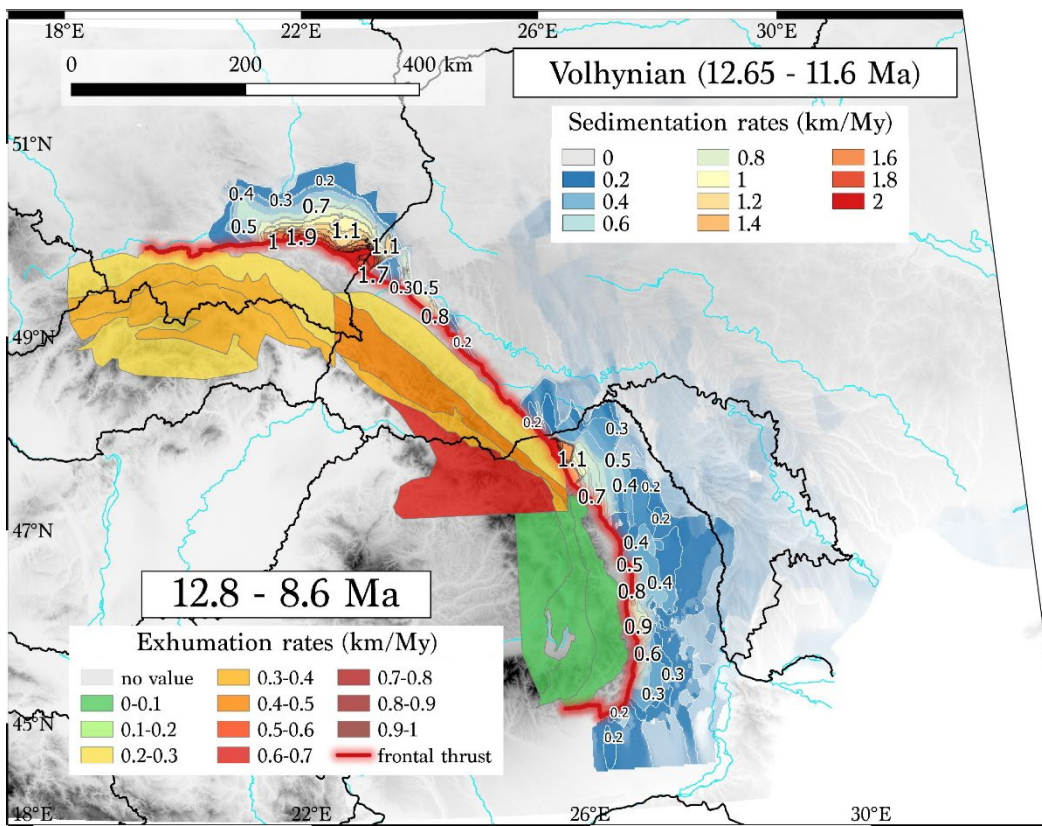 18°E 22°E 26°E 30°E
0 200 400 km
Volhynian (12.65 - 11.6 Ma)
Sedimentation rates (km/My)
0 0.8 1.6
0.2 1 1.8
0.4 1.2 2
0.6 1.4
51°N
0.2
0.4 0.3
0.7
0.5 1.1
1 1.9 1.1
1.7
0.3 0.5
0.8
49°N
0.2
0.2 0.3
1.1 0.5
0.7 0.4 0.2
0.2
47°N
0.4
0.5
0.8 0.4
0.9
0.6
0.3
0.3
0.2
0.2
12.8 - 8.6 Ma
Exhumation rates (km/My)
no value 0.3-0.4 0.7-0.8
0-0.1 0.4-0.5 0.8-0.9
0.1-0.2 0.5-0.6 0.9-1
0.2-0.3 0.6-0.7 frontal thrust
45°N
18°E 22°E 26°E 30°E